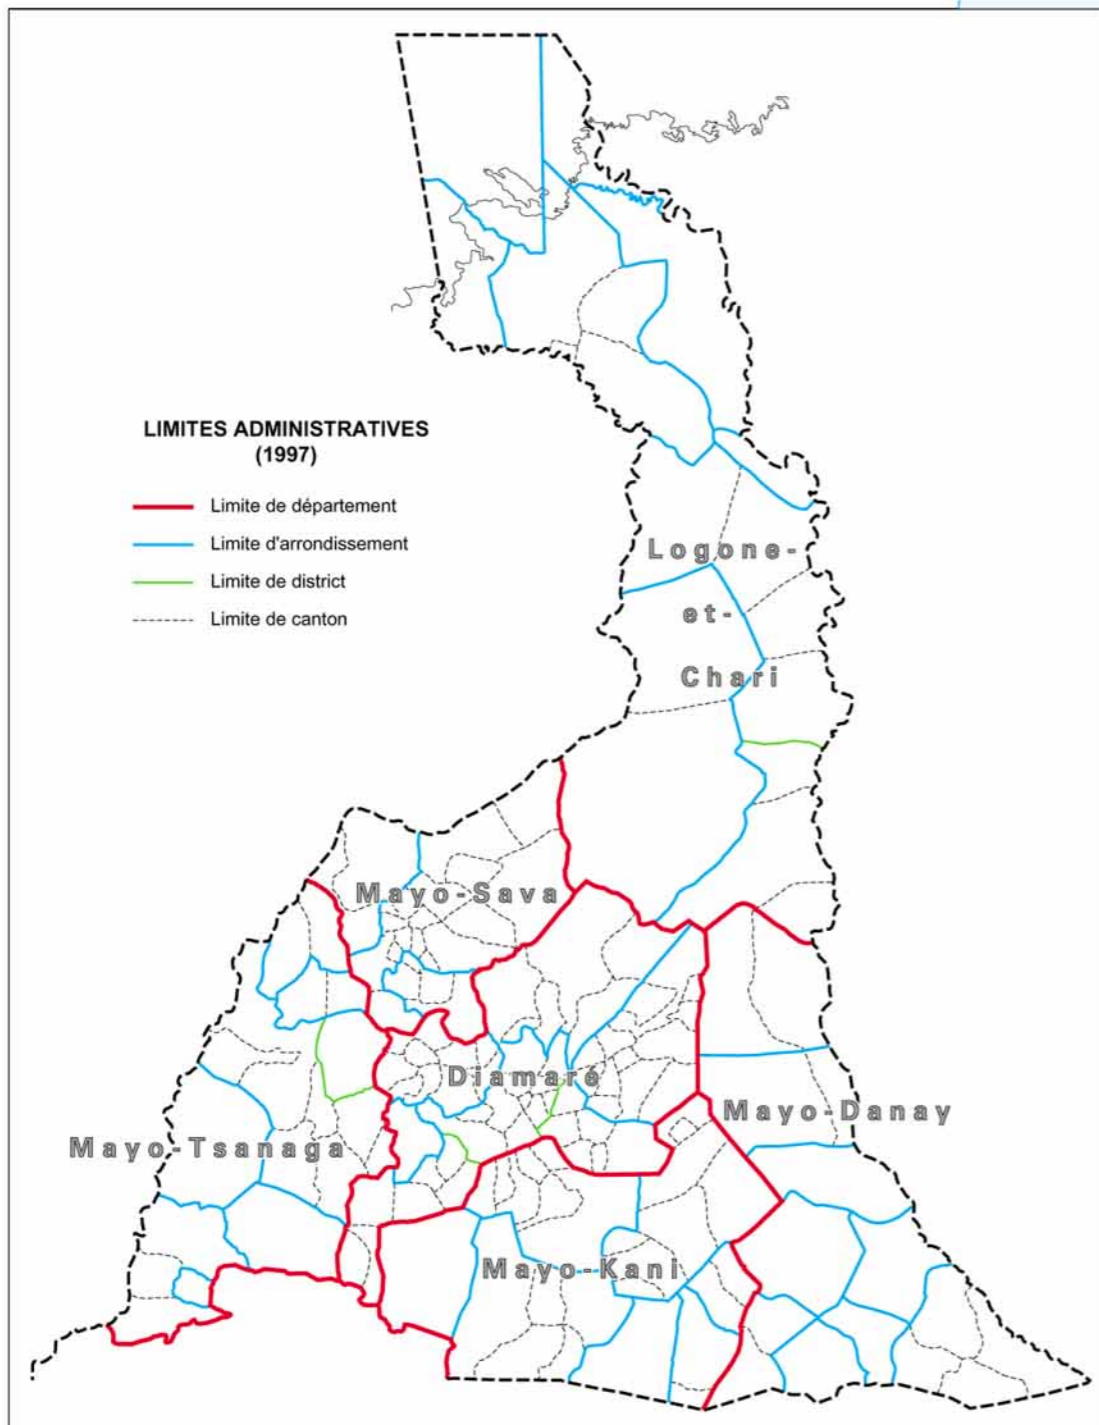 LIMITES ADMINISTRATIVES
(1997)
Limite de département
Limite d'arrondissement
Limite de district
Limite de canton
Logone-
et-
Chari
Mayo-Sava
Diamaré
Mayo-Danay
Mayo-Tsanaga
Mayo-Kani